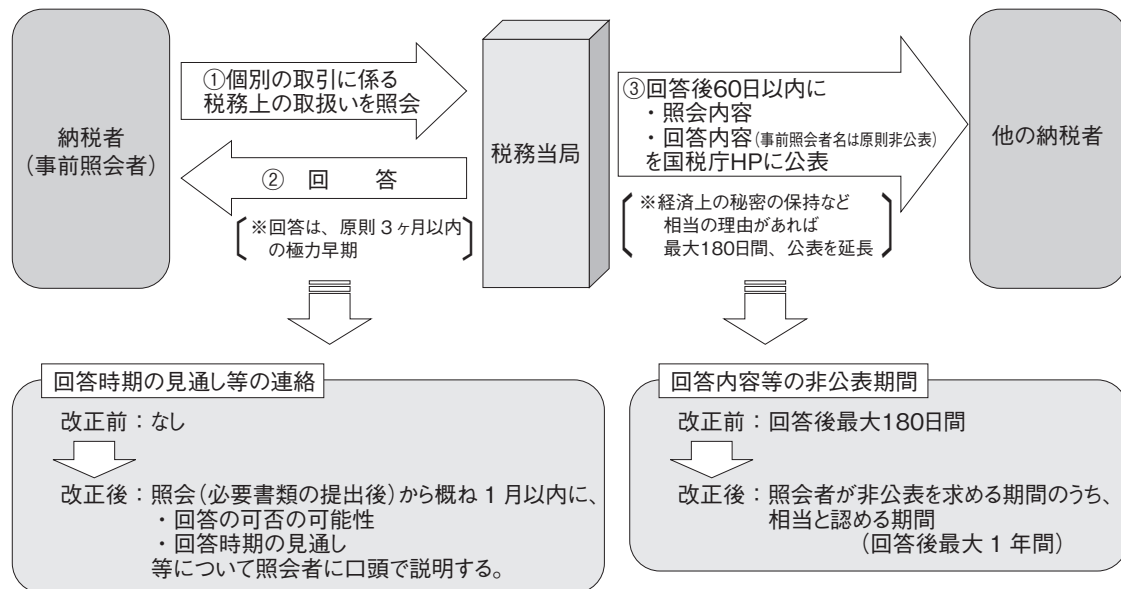 納税者
(事前照会者)
①個別の取引に係る
税務上の取扱いを照会
② 回 答
※回答は、原則3ヶ月以内
の極力早期
税務当局
③回答後60日以内に
・照会内容
・回答内容(事前照会者名は原則非公表)
を国税庁HPに公表
※経済上の秘密の保持など
相当の理由があれば
最大180日間、公表を延長
他の納税者
回答時期の見通し等の連絡
改正前：なし
改正後：照会(必要書類の提出後)から概ね1月以内に、
・回答の可否の可能性
・回答時期の見通し
等について照会者に口頭で説明する。
回答内容等の非公表期間
改正前：回答後最大180日間
改正後：照会者が非公表を求める期間のうち、
相当と認める期間
(回答後最大1年間)